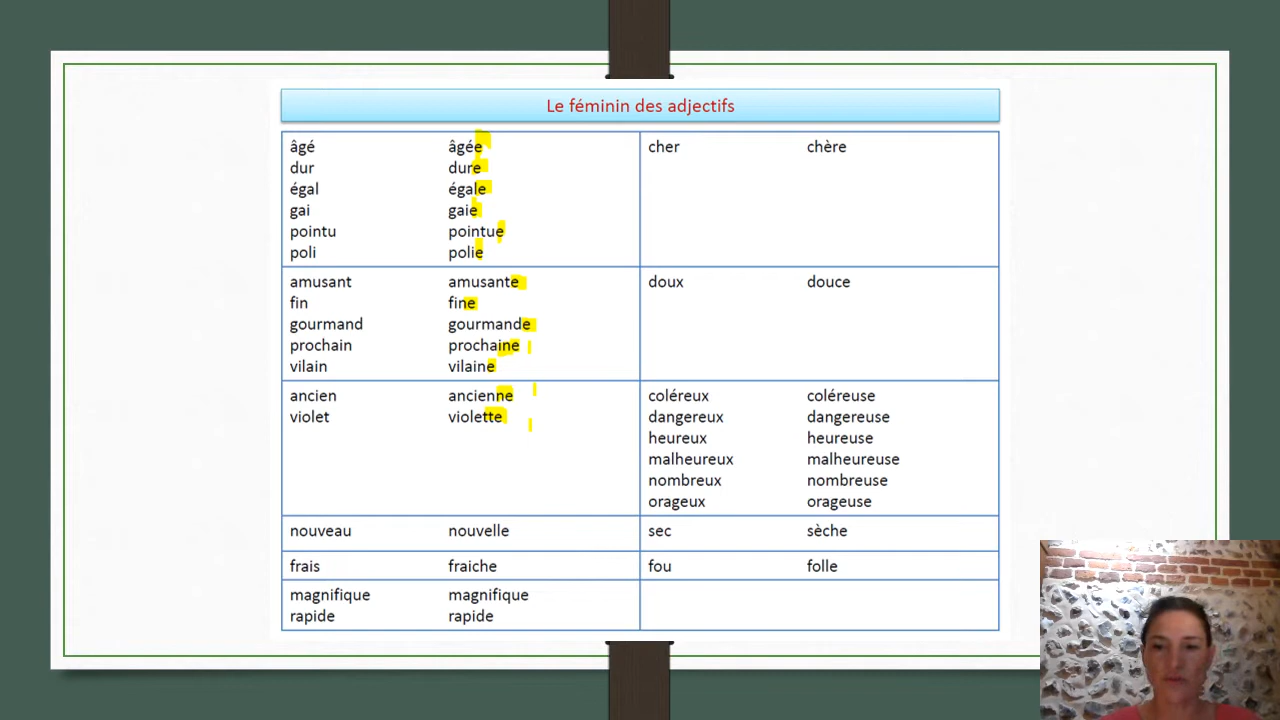 Le féminin des adjectifs
âgé âgée
dur dure
égal égale
gai gaie
pointu pointue
poli polie
cher chère
amusant amusante
fin fine
gourmand gourmande
prochain prochaine
vilain vilaine
doux douce
ancien ancienne
violet violette
coléreux coléreuse
dangereux dangereuse
heureux heureuse
malheureux malheureuse
nombreux nombreuse
orageux orageuse
nouveau nouvelle
sec sèche
frais fraiche
fou folle
magnifique magnifique
rapide rapide